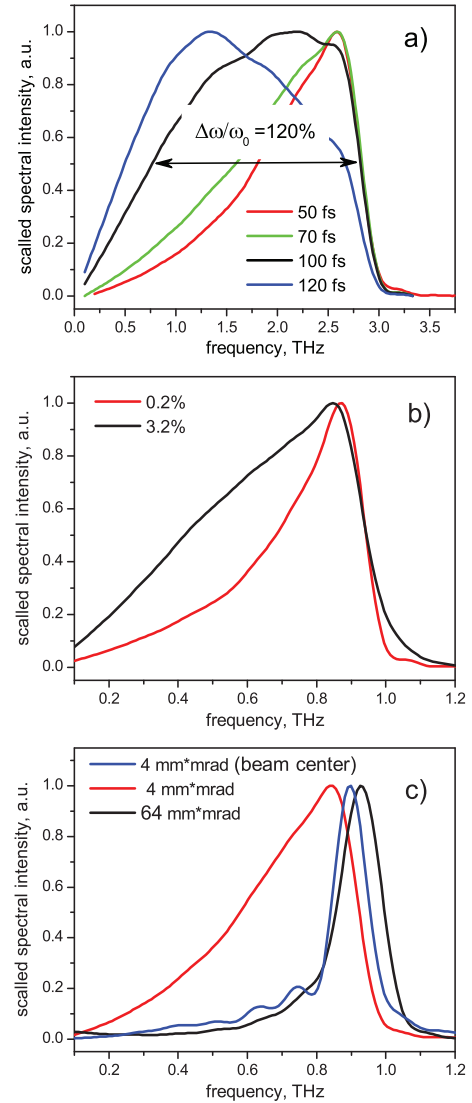 a)
1.0
0.8
0.6
0.4
0.2
0.0
scalled spectral intensity, a.u.
Δω/ω0 =120%
50 fs
70 fs
100 fs
120 fs
0.0 0.5 1.0 1.5 2.0 2.5 3.0 3.5
frequency, THz
b)
0.2%
3.2%
1.0
0.8
0.6
0.4
0.2
0.0
scalled spectral intensity, a.u.
0.2 0.4 0.6 0.8 1.0 1.2
frequency, THz
c)
4 mm*mrad (beam center)
4 mm*mrad
64 mm*mrad
1.0
0.8
0.6
0.4
0.2
0.0
scalled spectral intensity, a.u.
0.2 0.4 0.6 0.8 1.0 1.2
frequency, THz